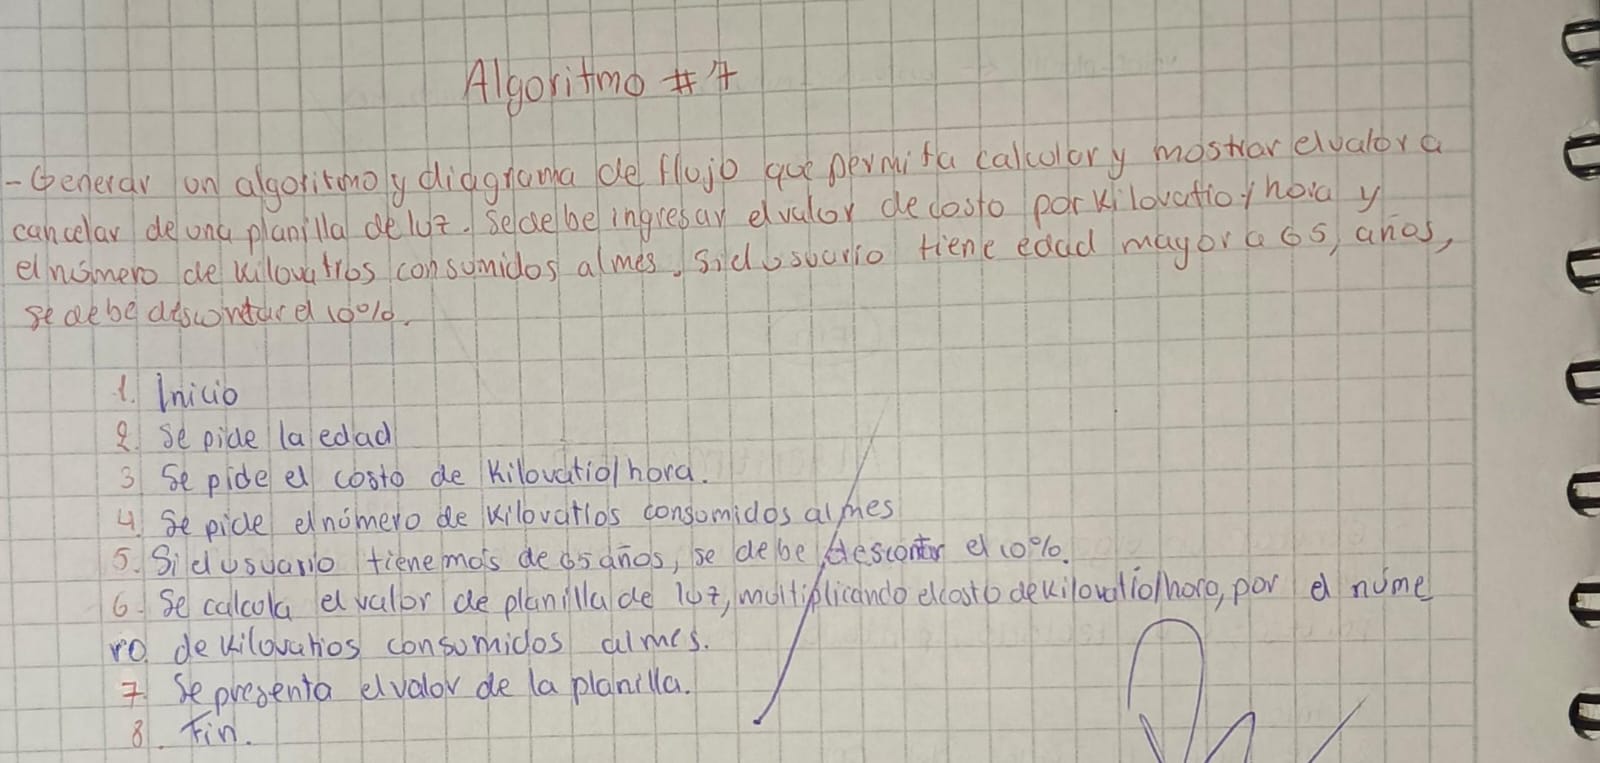 Algoritmo # 7
- Generar un algoritmo y diagrama de flujo que permita calcular y mostrar el valor a
cancelar de una planilla de luz. Se debe ingresar el valor de costo por kilovatio/hora y
el número de kilovatios consumidos al mes. Si el usuario tiene edad mayor a 65, años,
se debe descontar el 10%.
1. Inicio
2. Se pide la edad
3 Se pide el costo de Kilovatio/hora.
4. Se pide el número de kilovatios consumidos al mes
5. Si el usuario tiene más de 65 años, se debe descontar el 10%.
6. Se calcula el valor de planilla de luz, multiplicando el costo de kilovatio/hora, por el núme
ro de kilovatios consumidos al mes.
7. Se presenta el valor de la planilla.
8. Fin.